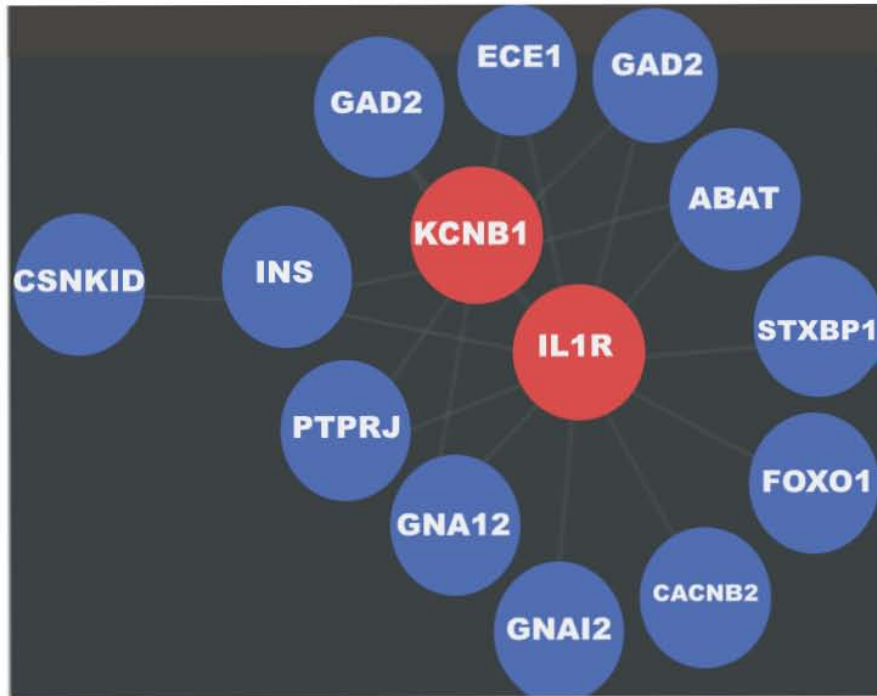 ECE1
GAD2
GAD2
ABAT
KCNB1
INS
CSNKID
STXBP1
IL1R
PTPRJ
FOXO1
GNA12
CACNB2
GNAI2